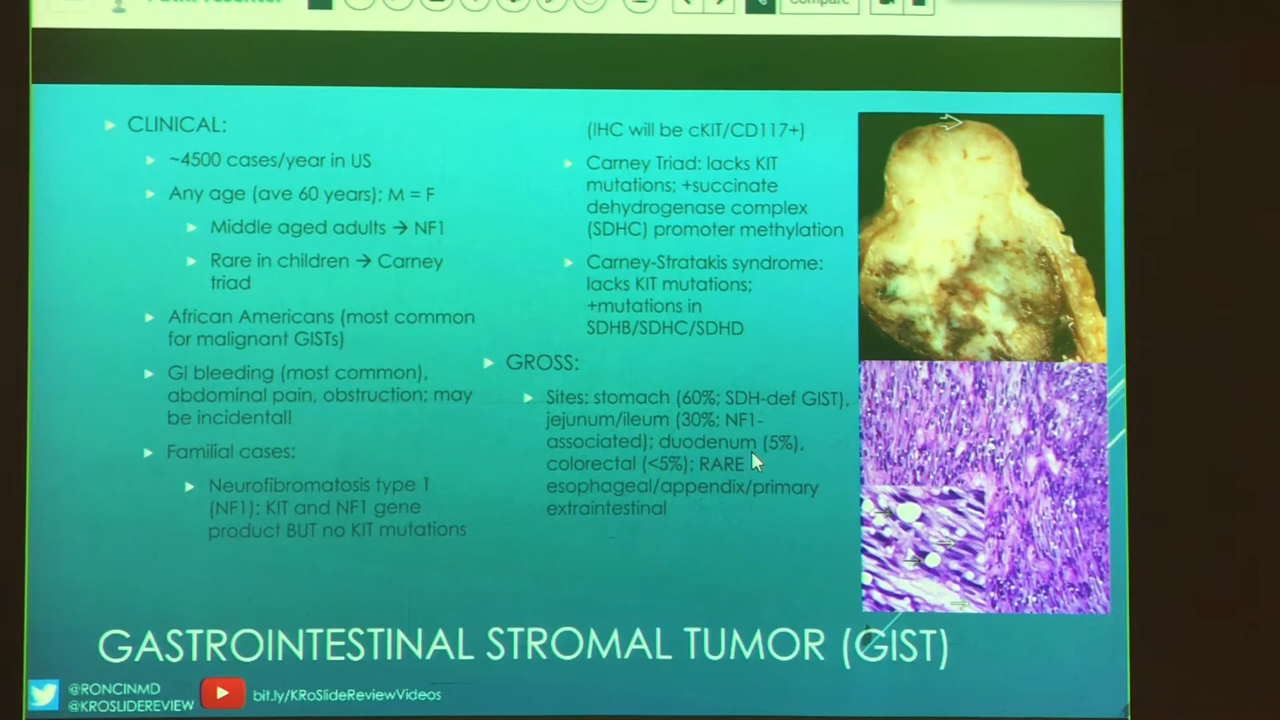 Compare
CLINICAL:
~4500 cases/year in US
Any age (ave 60 years); M = F
Middle aged adults → NF1
Rare in children → Carney
triad
African Americans (most common
for malignant GISTs)
GI bleeding (most common),
abdominal pain, obstruction; may
be incidental!
Familial cases:
Neurofibromatosis type 1
(NF1): KIT and NF1 gene
product BUT no KIT mutations
(IHC will be cKIT/CD117+)
Carney Triad: lacks KIT
mutations; +succinate
dehydrogenase complex
(SDHC) promoter methylation
Carney-Stratakis syndrome:
lacks KIT mutations;
+mutations in
SDHB/SDHC/SDHD
GROSS:
Sites: stomach (60%; SDH-def GIST),
jejunum/ileum (30%; NF1-
associated); duodenum (5%),
colorectal (<5%); RARE
esophageal/appendix/primary
extraintestinal
GASTROINTESTINAL STROMAL TUMOR (GIST)
@RONCINMD
@KROSLIDEREVIEW
bit.ly/KRoSlideReviewVideos